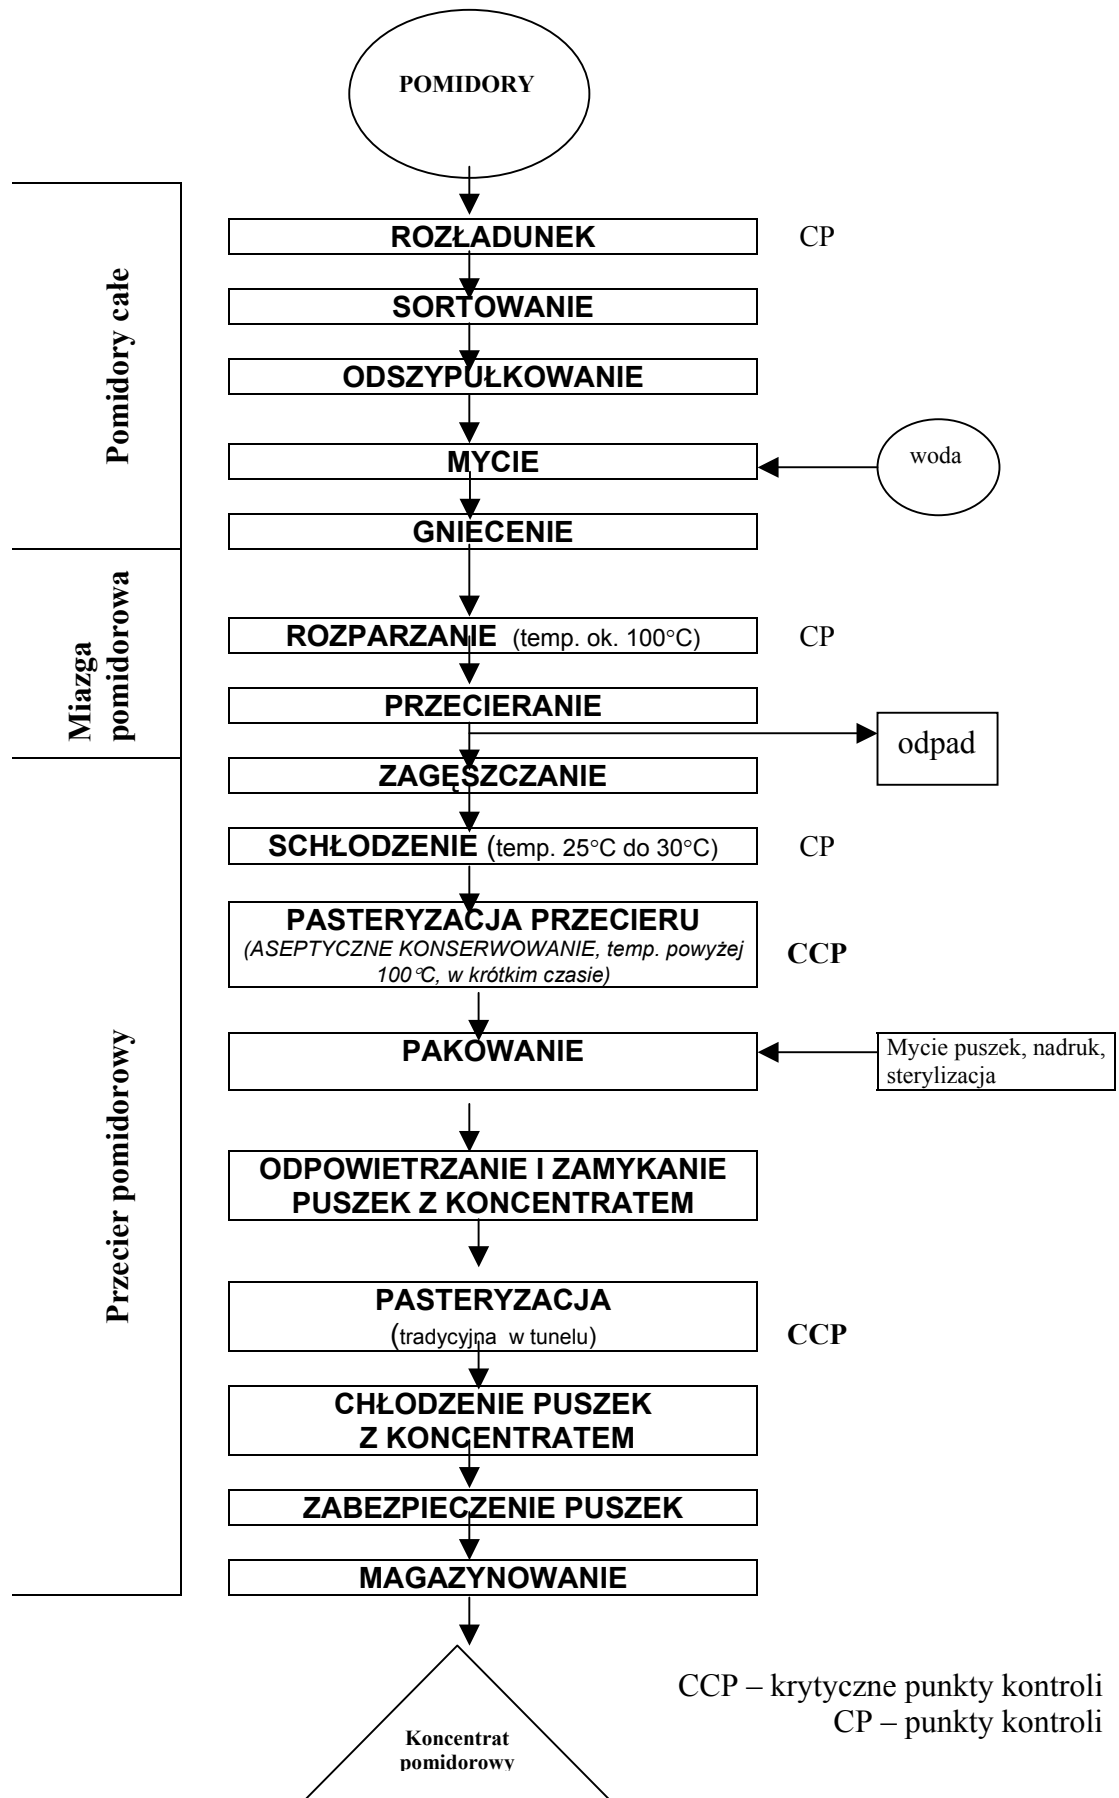 POMIDORY
ROZŁADUNEK
CP
SORTOWANIE
ODSZYPUŁKOWANIE
MYCIE
woda
GNIECENIE
Pomidory całe
ROZPARZANIE (temp. ok. 100°C)
CP
PRZECIERANIE
Miazga
pomidorowa
odpad
ZAGĘSZCZANIE
SCHŁODZENIE (temp. 25°C do 30°C)
CP
PASTERYZACJA PRZECIERU
(ASEPTYCZNE KONSERWOWANIE, temp. powyżej
100°C, w krótkim czasie)
CCP
PAKOWANIE
Mycie puszek, nadruk,
sterylizacja
ODPOWIETRZANIE I ZAMYKANIE
PUSZEK Z KONCENTRATEM
Przecier pomidorowy
PASTERYZACJA
(tradycyjna w tunelu)
CCP
CHŁODZENIE PUSZEK
Z KONCENTRATEM
ZABEZPIECZENIE PUSZEK
MAGAZYNOWANIE
CCP – krytyczne punkty kontroli
CP – punkty kontroli
Koncentrat
pomidorowy